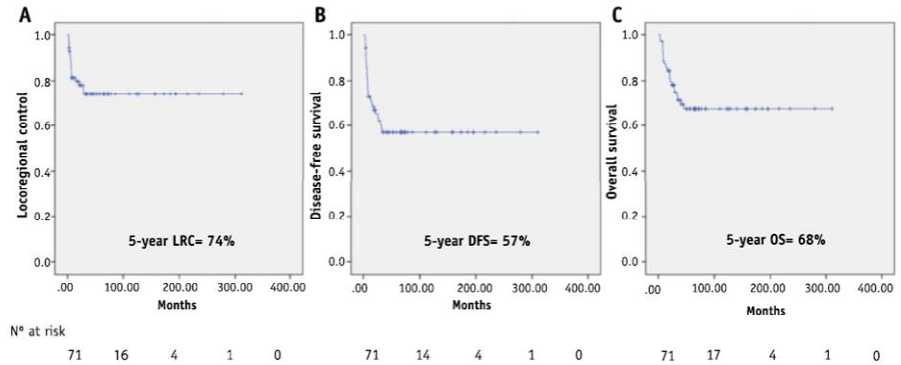 A
1.0
0.8
0.6
0.4
0.2
0.0
Locoregional control
5-year LRC= 74%
.00 100.00 200.00 300.00 400.00
Months
B
1.0
0.8
0.6
0.4
0.2
0.0
Disease-free survival
5-year DFS= 57%
.00 100.00 200.00 300.00 400.00
Months
C
1.0
0.8
0.6
0.4
0.2
0.0
Overall survival
5-year OS= 68%
.00 100.00 200.00 300.00 400.00
Months
Nº at risk
71 16 4 1 0
71 14 4 1 0
71 17 4 1 0